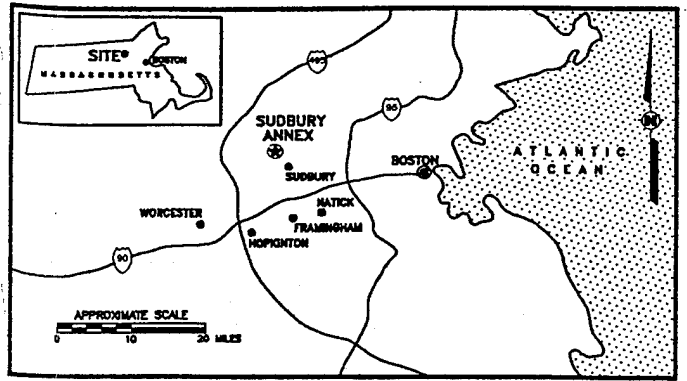 SITE
BOSTON
MASSACHUSETTS
495
95
SUDBURY
ANNEX
SUDBURY
BOSTON
N
ATLANTIC
OCEAN
WORCESTER
NATICK
FRAMINGHAM
HOPIGNTON
90
APPROXIMATE SCALE
0 10 20 MILES